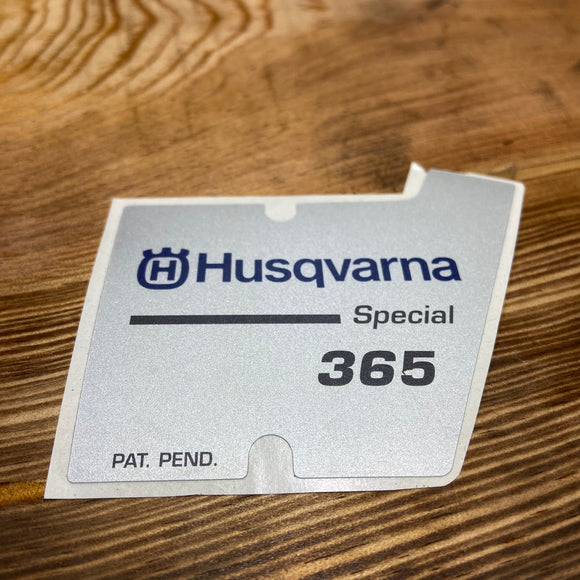 Husqvarna
Special
365
PAT. PEND.